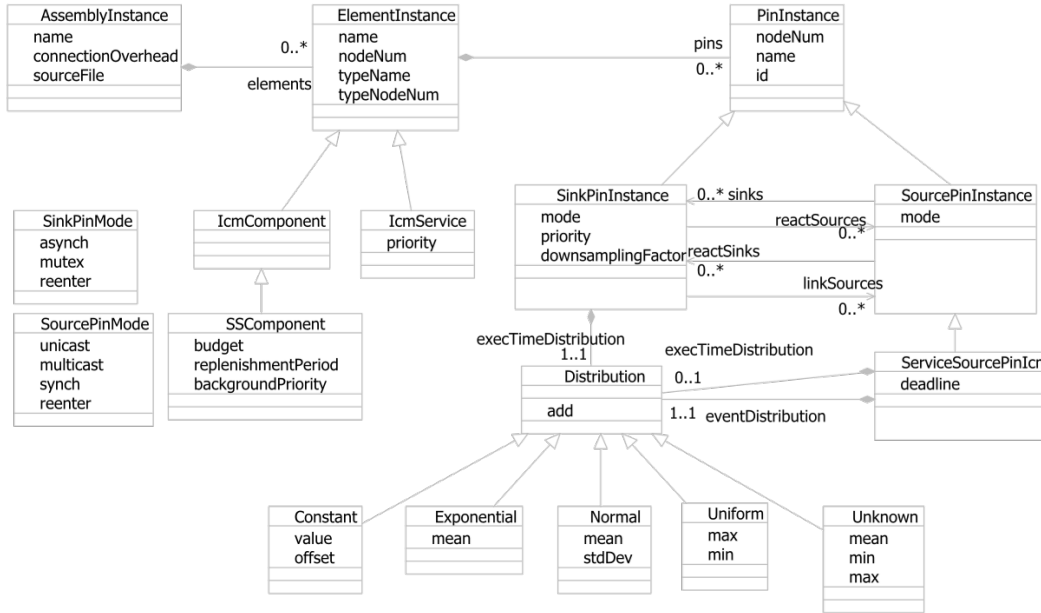 AssemblyInstance
name
connectionOverhead
sourceFile
0..*
elements
ElementInstance
name
nodeNum
typeName
typeNodeNum
pins
0..*
PinInstance
nodeNum
name
id
SinkPinMode
asynch
mutex
reenter
IcmComponent
IcmService
priority
SinkPinInstance
mode
priority
downsamplingFactor
0..* sinks
reactSources
0..*
reactSinks
0..*
linkSources
0..*
SourcePinInstance
mode
SourcePinMode
unicast
multicast
synch
reenter
SSComponent
budget
replenishmentPeriod
backgroundPriority
execTimeDistribution
1..1
Distribution
add
execTimeDistribution
0..1
1..1
eventDistribution
ServiceSourcePinIcm
deadline
Constant
value
offset
Exponential
mean
Normal
mean
stdDev
Uniform
max
min
Unknown
mean
min
max